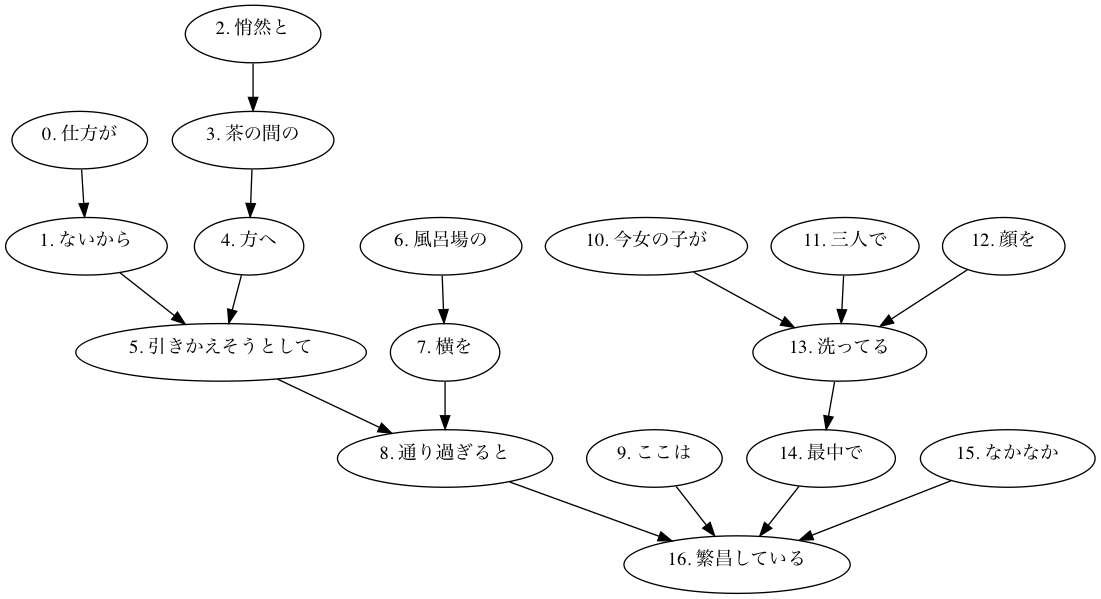 2. 悄然と
0. 仕方が
3. 茶の間の
1. ないから
4. 方へ
6. 風呂場の
10. 今女の子が
11. 三人で
12. 顔を
5. 引きかえそうとして
7. 横を
13. 洗ってる
8. 通り過ぎると
9. ここは
14. 最中で
15. なかなか
16. 繁昌している